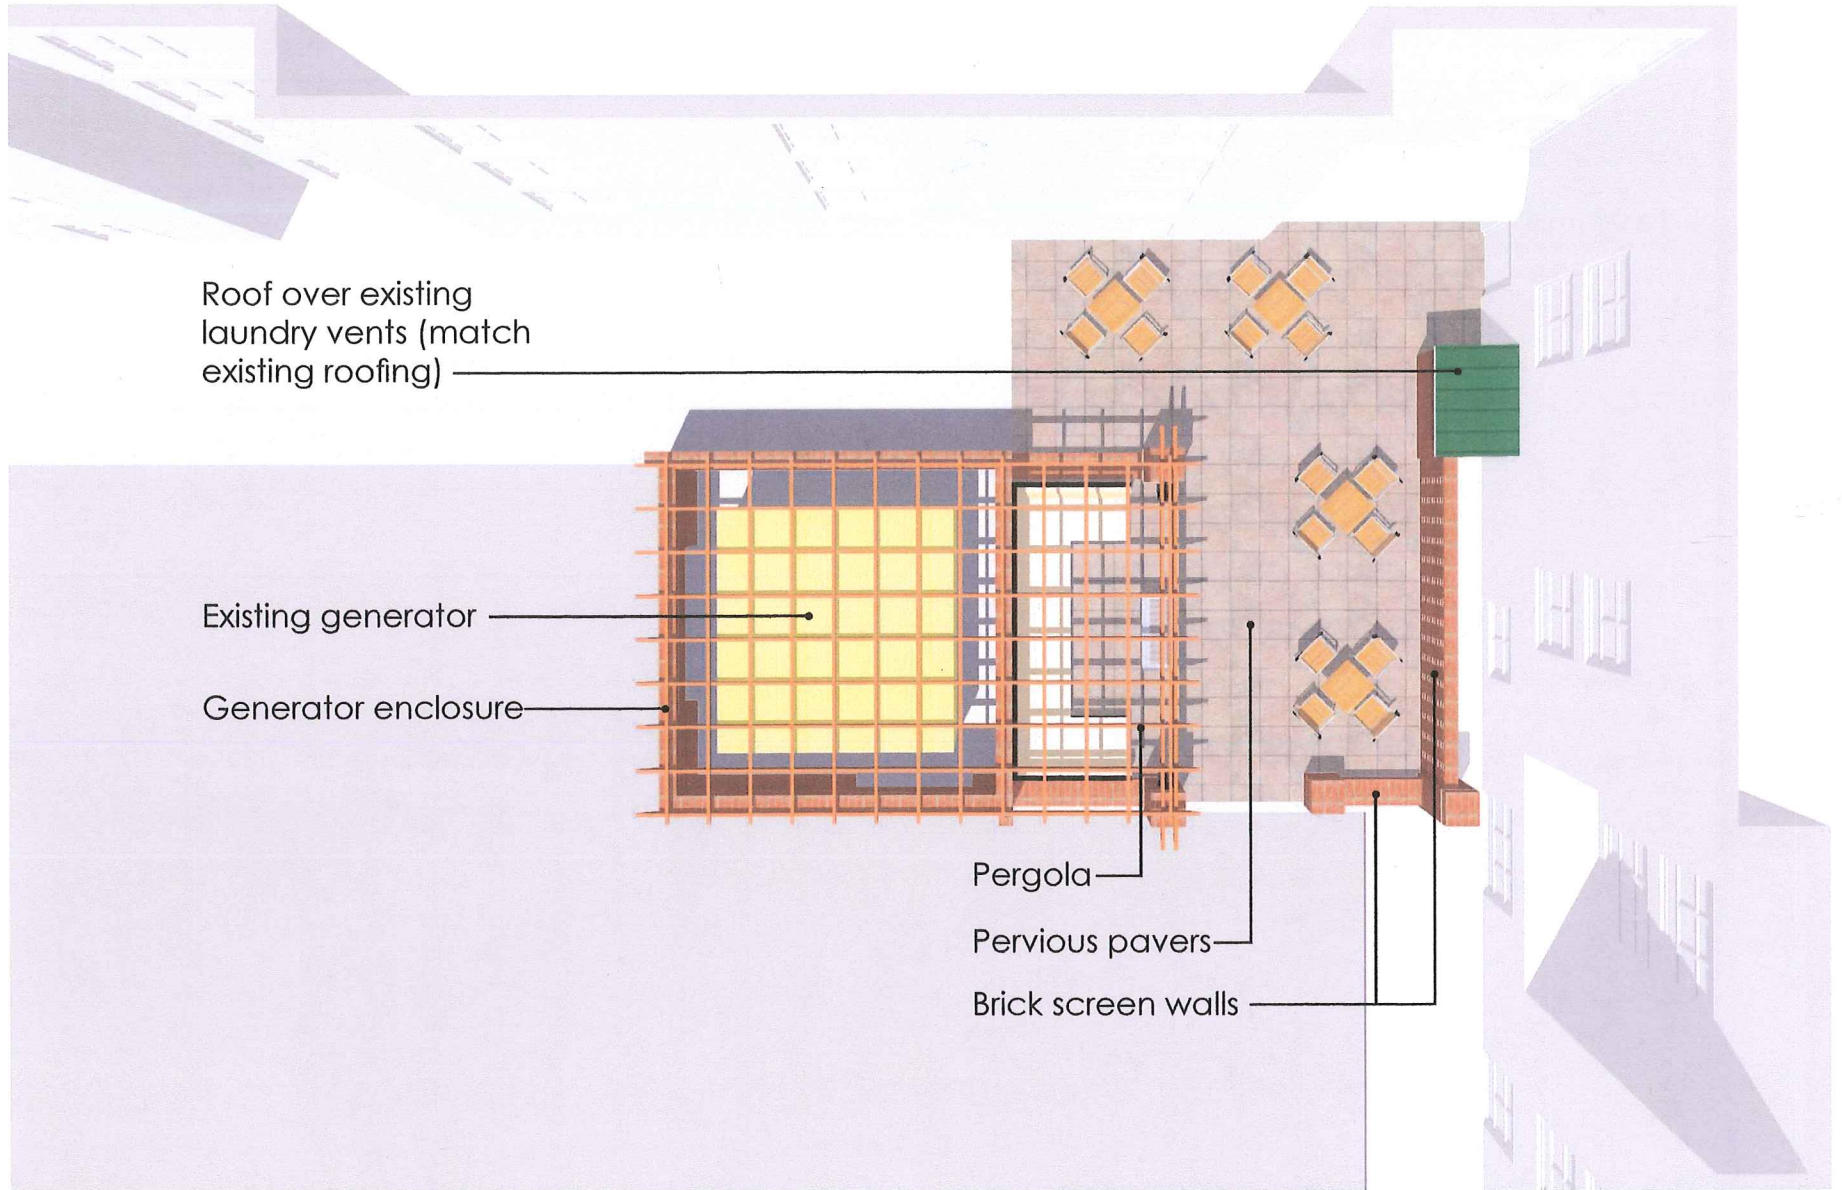 Roof over existing
laundry vents (match
existing roofing)
Existing generator
Generator enclosure
Pergola
Pervious pavers
Brick screen walls